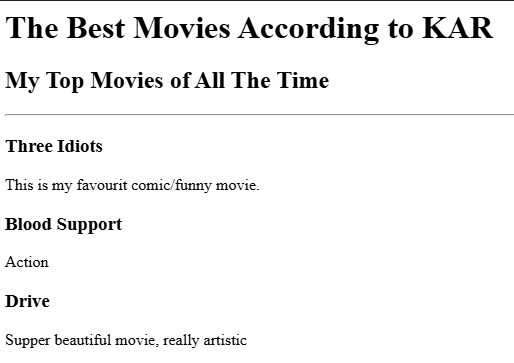 The Best Movies According to KAR
My Top Movies of All The Time
Three Idiots
This is my favourit comic/funny movie.
Blood Support
Action
Drive
Supper beautiful movie, really artistic